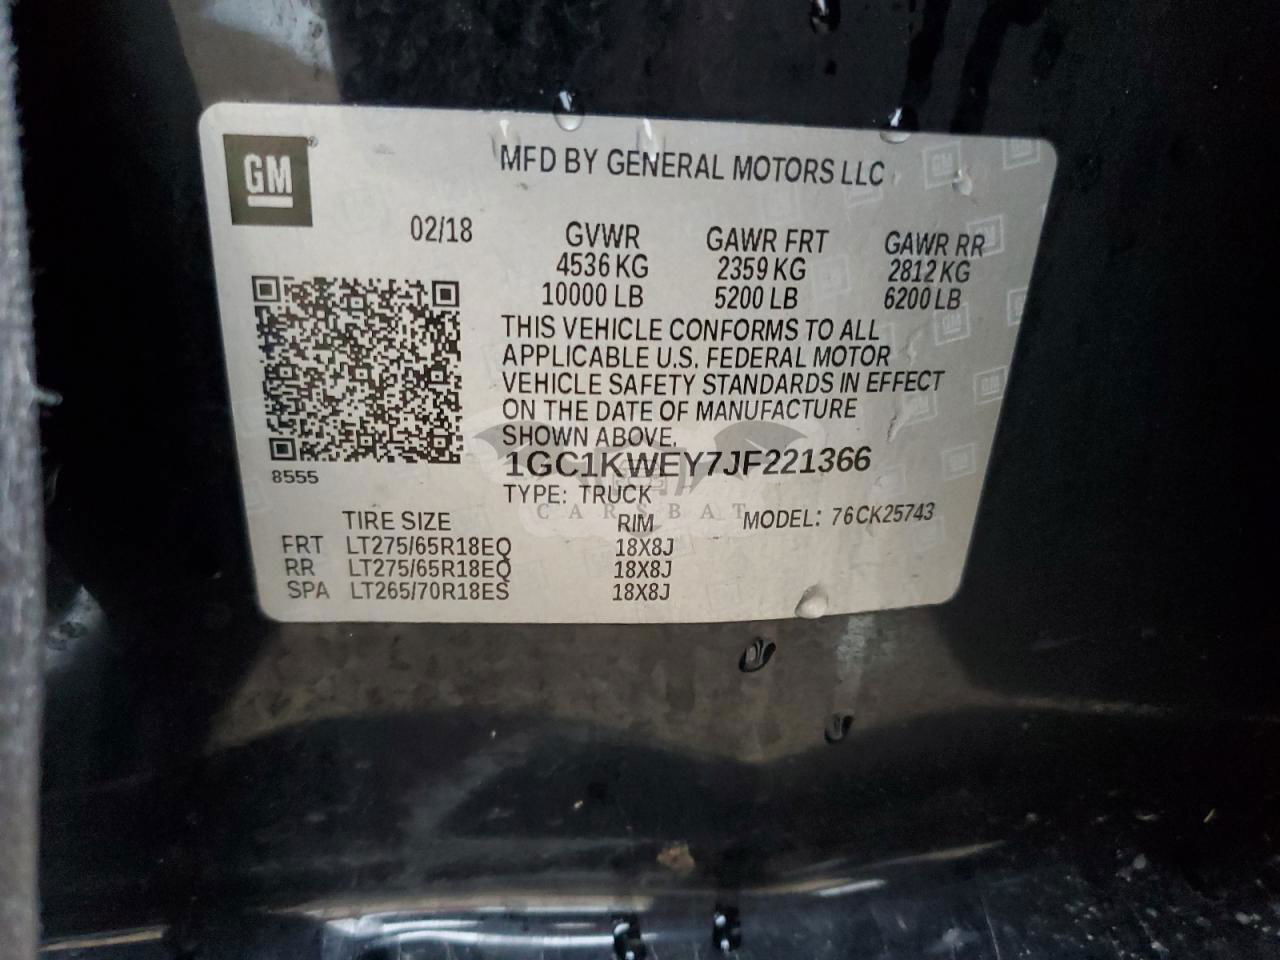 GM
MFD BY GENERAL MOTORS LLC
02/18 GVWR GAWR FRT GAWR RR
4536 KG 2359 KG 2812 KG
10000 LB 5200 LB 6200 LB
THIS VEHICLE CONFORMS TO ALL
APPLICABLE U.S. FEDERAL MOTOR
VEHICLE SAFETY STANDARDS IN EFFECT
ON THE DATE OF MANUFACTURE
SHOWN ABOVE.
8555
1GC1KWEY7JF221366
TYPE: TRUCK
CARSBAT
TIRE SIZE RIM MODEL: 76CK25743
FRT LT275/65R18EQ 18X8J
RR LT275/65R18EQ 18X8J
SPA LT265/70R18ES 18X8J